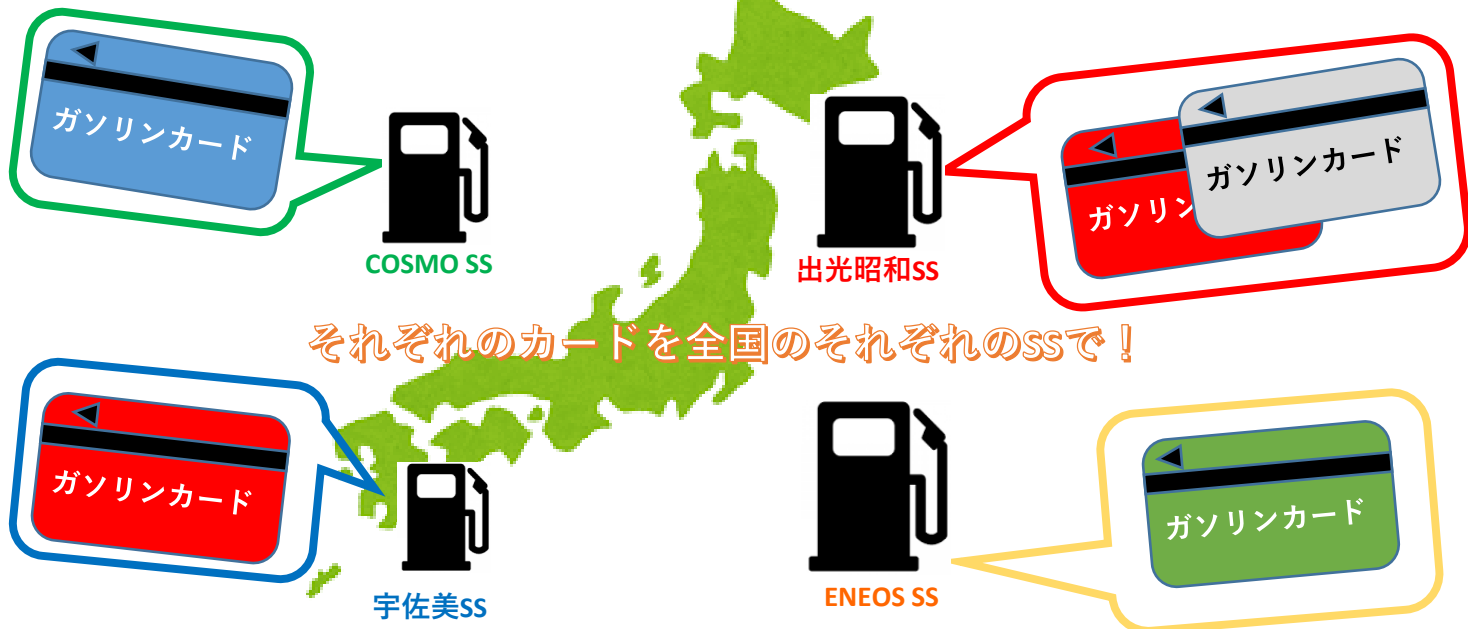 ガソリンカード
COSMO SS
ガソリン
ガソリンカード
出光昭和SS
それぞれのカードを全国のそれぞれのSSで！
ガソリンカード
宇佐美SS
ガソリンカード
ENEOS SS